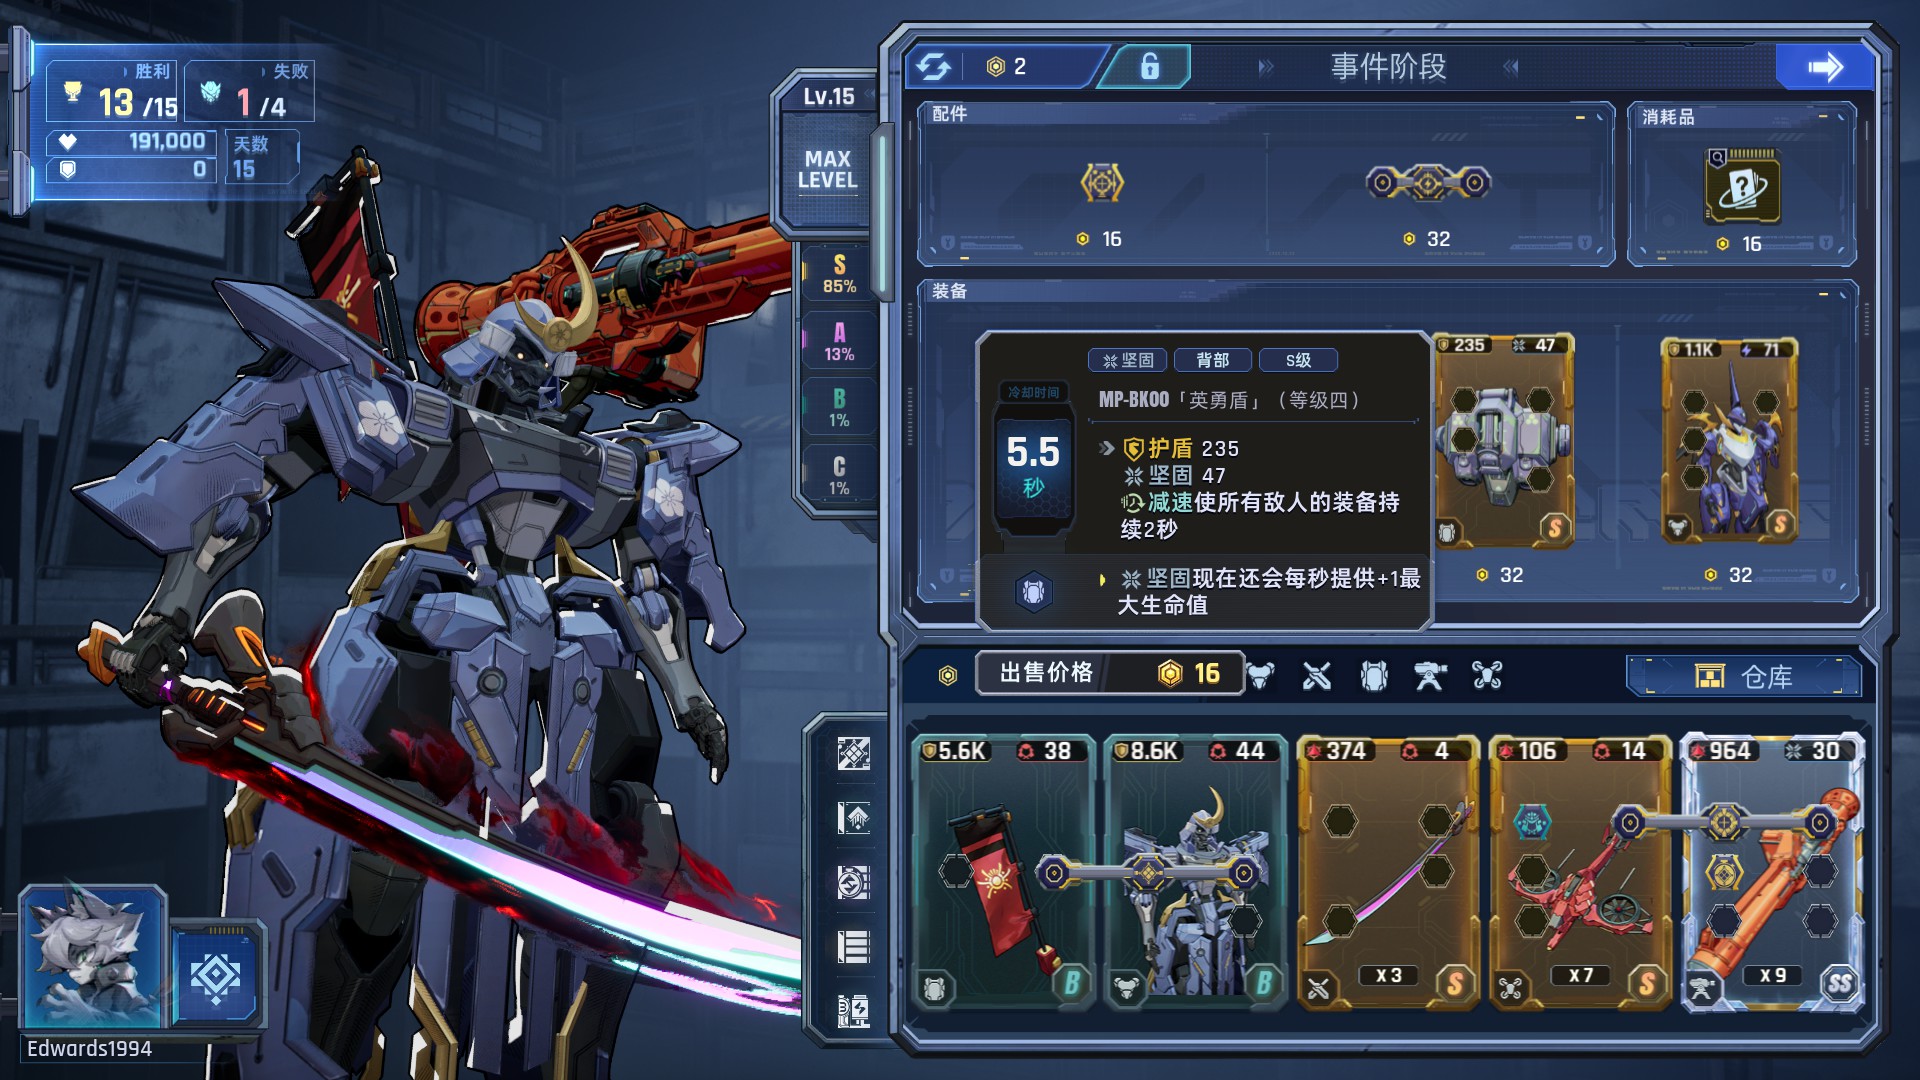 胜利
13 /15
失败
1 /4
191,000
0
天数
15
Lv.15
MAX
LEVEL
S
85%
A
13%
B
1%
C
1%
2
事件阶段
配件
16
32
消耗品
16
装备
坚固
背部
S级
冷却时间
5.5
秒
MP-BK00「英勇盾」（等级四）
护盾 235
坚固 47
减速使所有敌人的装备持
续2秒
坚固现在还会每秒提供+1最
大生命值
235
47
S
32
1.1K
71
S
32
出售价格
16
仓库
5.6K
38
B
8.6K
44
B
374
4
x3
S
106
14
x7
S
964
30
x9
SS
Edwards1994